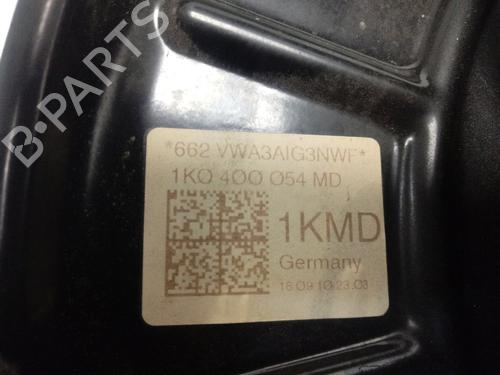 B-PARTS
*662 VWA3AIG3NWF*
1K0 400 054 MD
1KMD
Germany
16 09 10 23.03